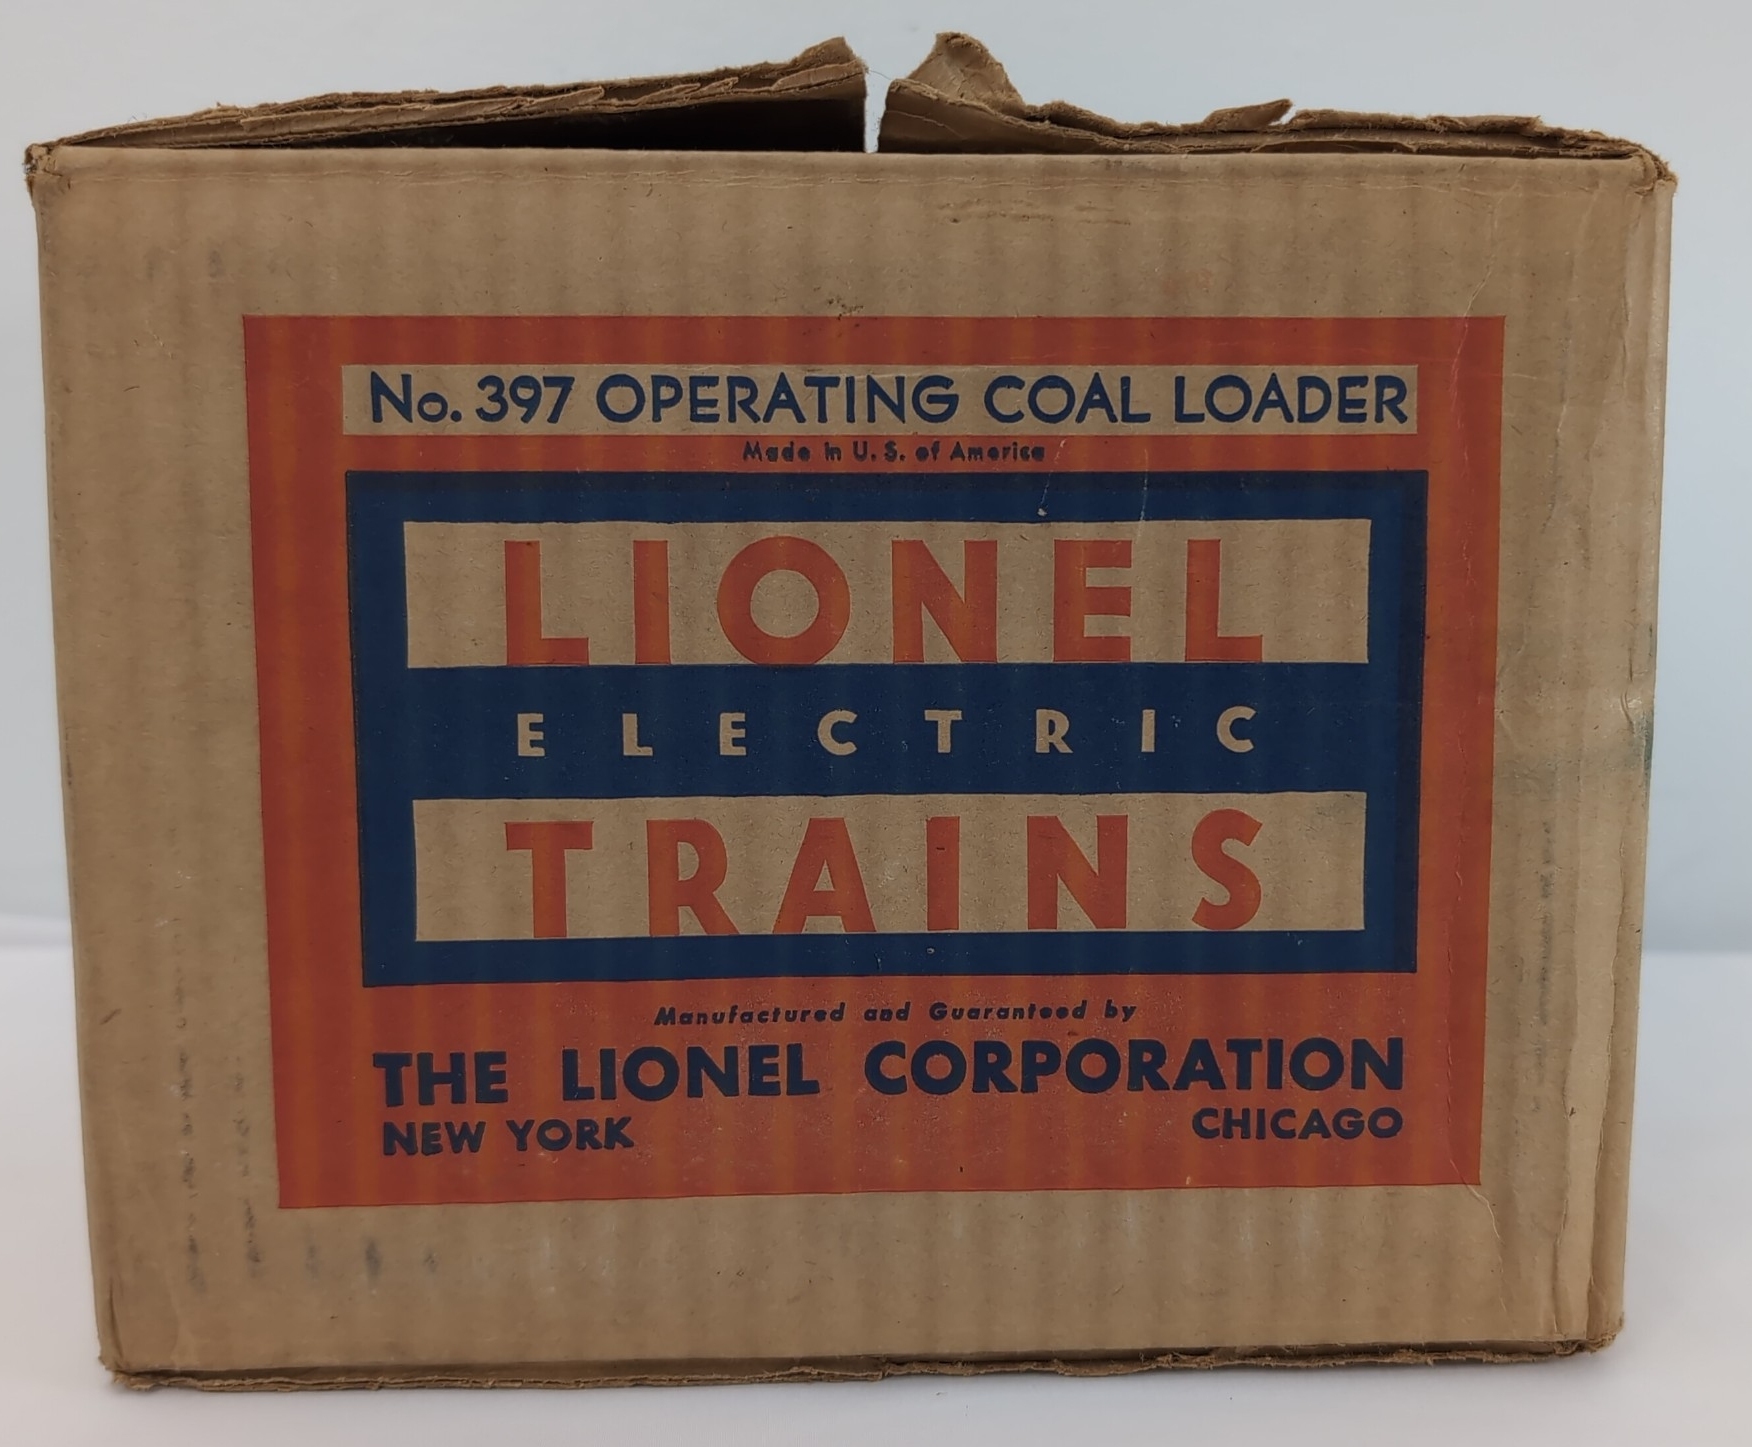 No. 397 OPERATING COAL LOADER
Made in U. S. of America
LIONEL
ELECTRIC
TRAINS
Manufactured and Guaranteed by
THE LIONEL CORPORATION
NEW YORK CHICAGO